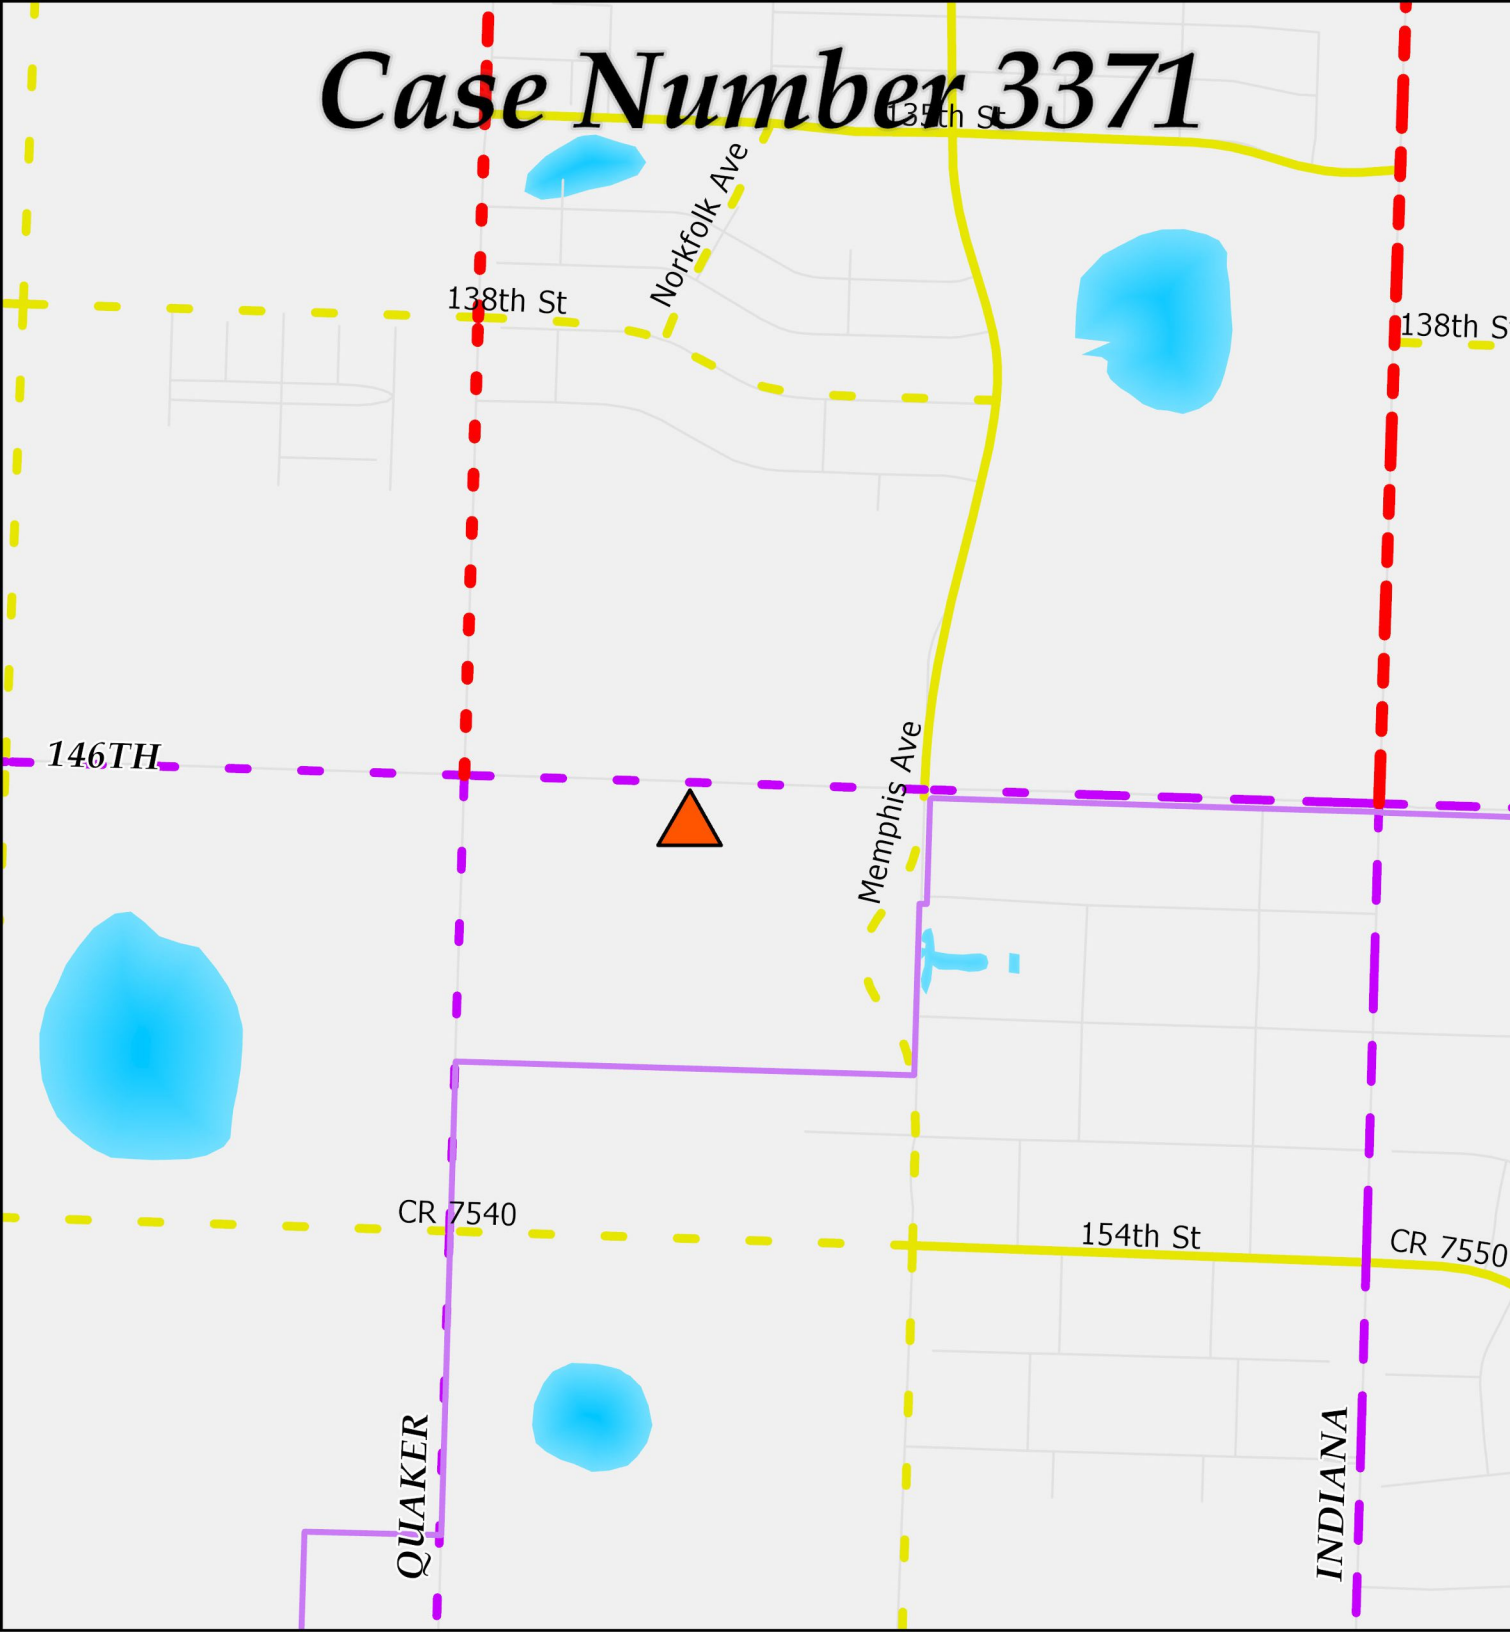 Case Number 3371
135th St
Norkfolk Ave
138th St
138th S
146TH
Memphis Ave
CR 7540
154th St
CR 7550
QUAKER
INDIANA